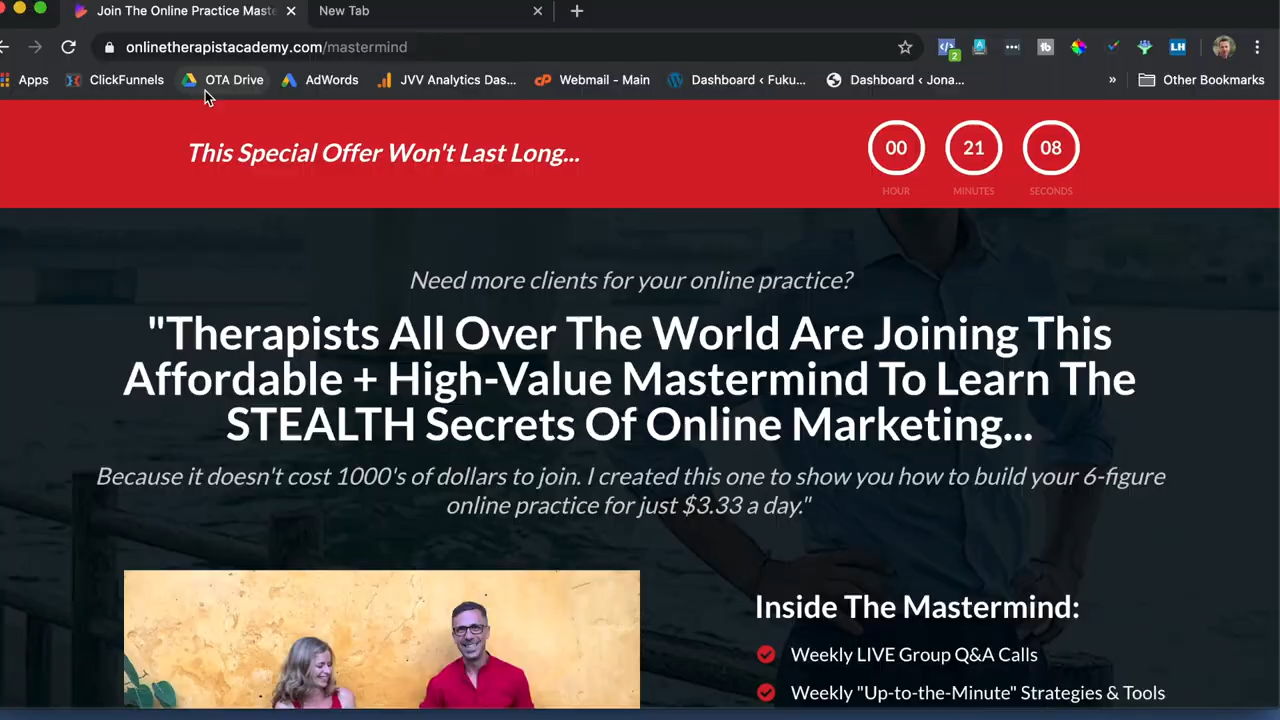 Join The Online Practice Mast
New Tab
onlinetherapistacademy.com/mastermind
2
tb
LH
Apps
ClickFunnels
OTA Drive
AdWords
JVV Analytics Das...
cP
Webmail - Main
Dashboard ‹ Fuku...
Dashboard ‹ Jona...
»
Other Bookmarks
This Special Offer Won't Last Long...
00
21
08
HOUR
MINUTES
SECONDS
Need more clients for your online practice?
"Therapists All Over The World Are Joining This
Affordable + High-Value Mastermind To Learn The
STEALTH Secrets Of Online Marketing...
Because it doesn't cost 1000's of dollars to join. I created this one to show you how to build your 6-figure
online practice for just $3.33 a day."
Inside The Mastermind:
Weekly LIVE Group Q&A Calls
Weekly "Up-to-the-Minute" Strategies & Tools